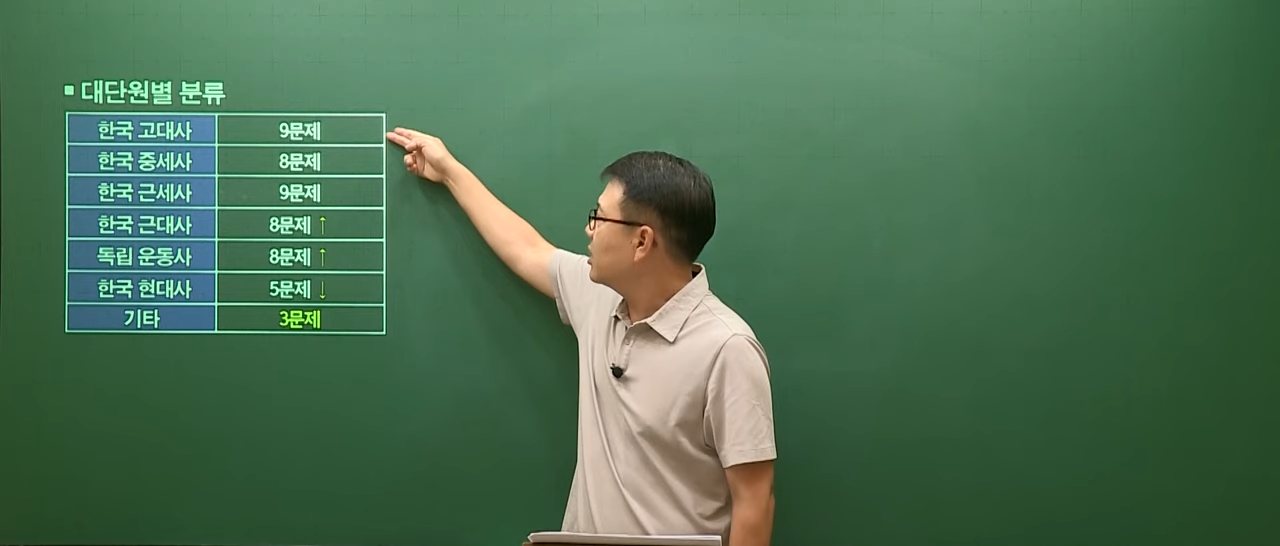 ▪ 대단원별 분류
한국 고대사 9문제
한국 중세사 8문제
한국 근세사 9문제
한국 근대사 8문제 ↑
독립 운동사 8문제 ↑
한국 현대사 5문제 ↓
기타 3문제